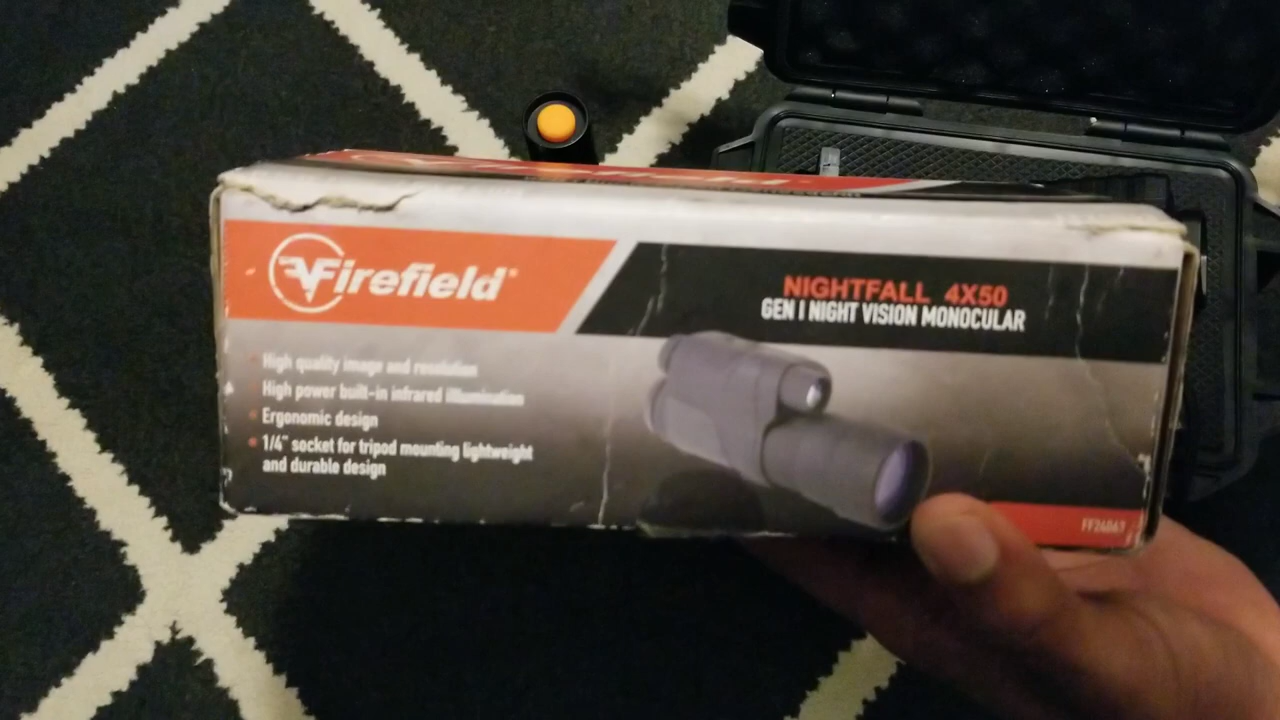 Firefield
NIGHTFALL 4X50
GEN I NIGHT VISION MONOCULAR
High quality image and resolution
High power built-in infrared illumination
Ergonomic design
1/4" socket for tripod mounting lightweight
and durable design